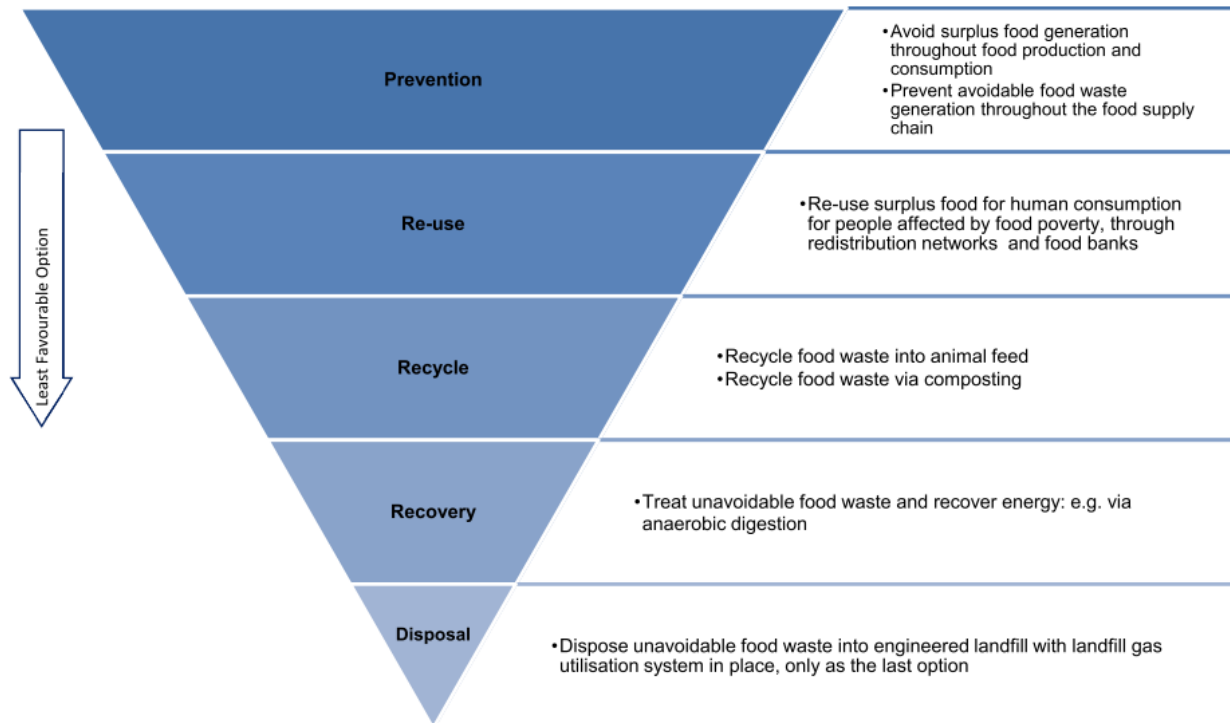 Prevention
•Avoid surplus food generation
throughout food production and
consumption
•Prevent avoidable food waste
generation throughout the food supply
chain
Least Favourable Option
Re-use
•Re-use surplus food for human consumption
for people affected by food poverty, through
redistribution networks and food banks
Recycle
•Recycle food waste into animal feed
•Recycle food waste via composting
Recovery
•Treat unavoidable food waste and recover energy: e.g. via
anaerobic digestion
Disposal
•Dispose unavoidable food waste into engineered landfill with landfill gas
utilisation system in place, only as the last option